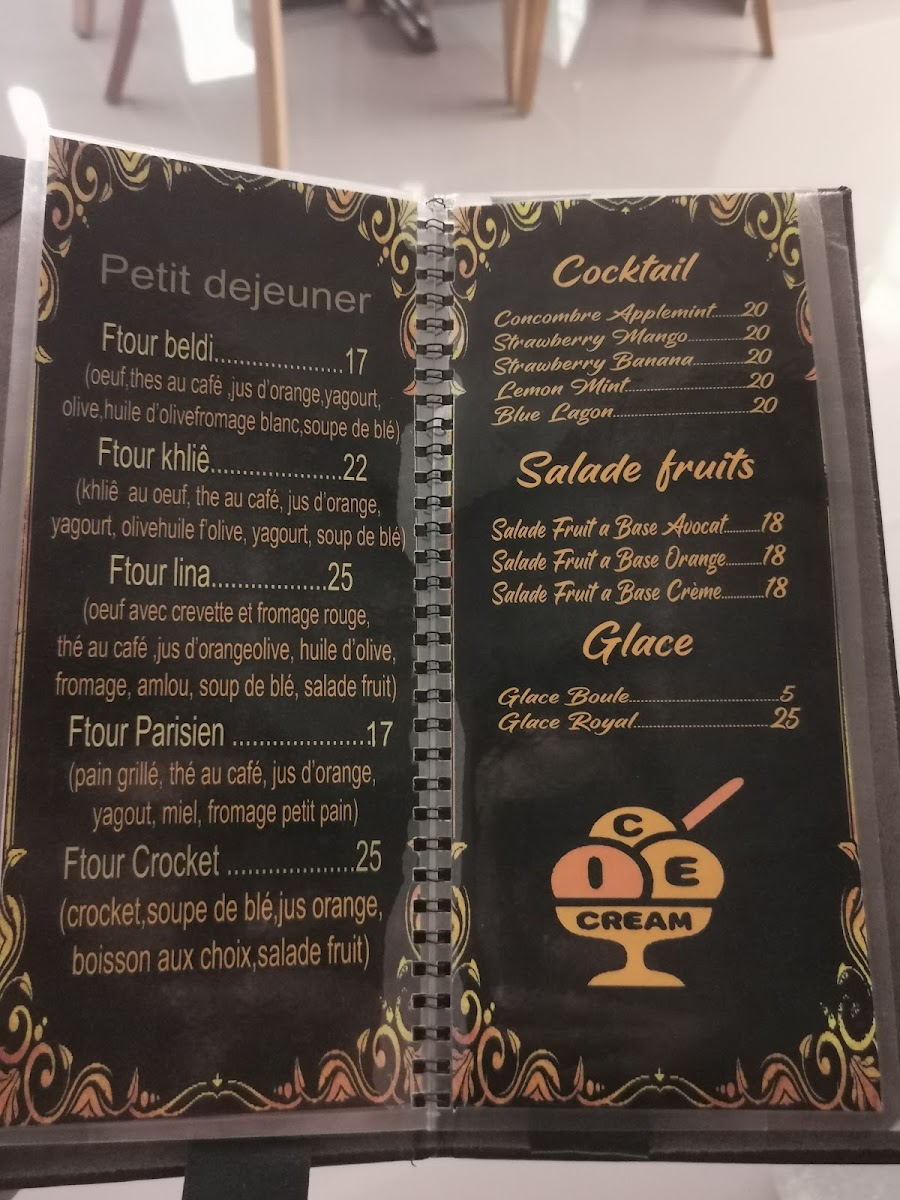 Petit dejeuner
Ftour beldi.....................17
(oeuf,thes au café ,jus d'orange,yagourt,
olive,huile d'olivefromage blanc,soupe de blé)
Ftour khliê.....................22
(khliê au oeuf, the au café, jus d'orange,
yagourt, olivehuile f'olive, yagourt, soup de blé)
Ftour lina...................25
(oeuf avec crevette et fromage rouge,
thé au café ,jus d'orangeolive, huile d'olive,
fromage, amlou, soup de blé, salade fruit)
Ftour Parisien .......................17
(pain grillé, thé au café, jus d'orange,
yagout, miel, fromage petit pain)
Ftour Crocket .....................25
(crocket,soupe de blé,jus orange,
boisson aux choix,salade fruit)
Cocktail
Concombre Applemint.......20
Strawberry Mango..............20
Strawberry Banana.............20
Lemon Mint..........................20
Blue Lagon...................................20
Salade fruits
Salade Fruit a Base Avocat..........18
Salade Fruit a Base Orange..........18
Salade Fruit a Base Crème...........18
Glace
Glace Boule......................................5
Glace Royal...................................25
I C E
CREAM